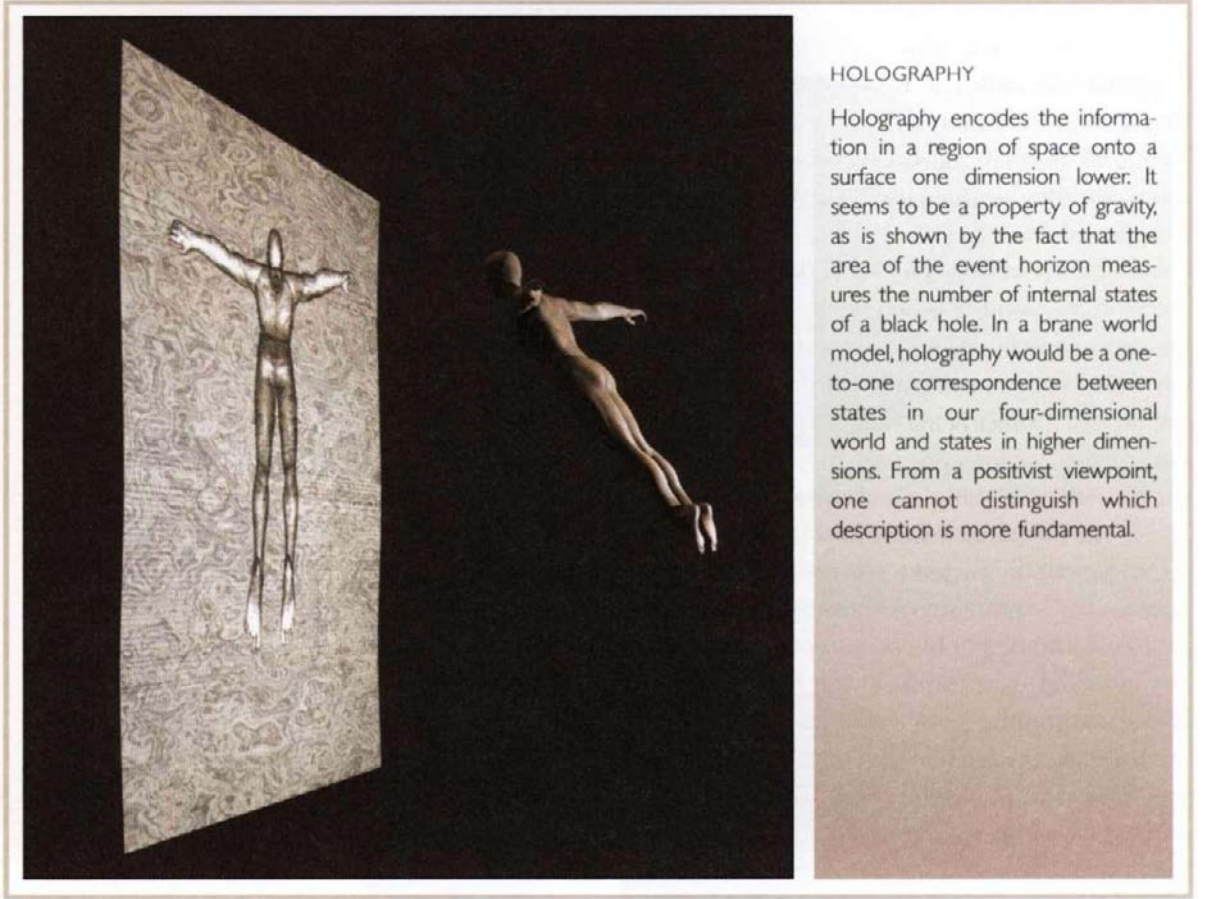 HOLOGRAPHY
Holography encodes the informa-
tion in a region of space onto a
surface one dimension lower. It
seems to be a property of gravity,
as is shown by the fact that the
area of the event horizon meas-
ures the number of internal states
of a black hole. In a brane world
model, holography would be a one-
to-one correspondence between
states in our four-dimensional
world and states in higher dimen-
sions. From a positivist viewpoint,
one cannot distinguish which
description is more fundamental.